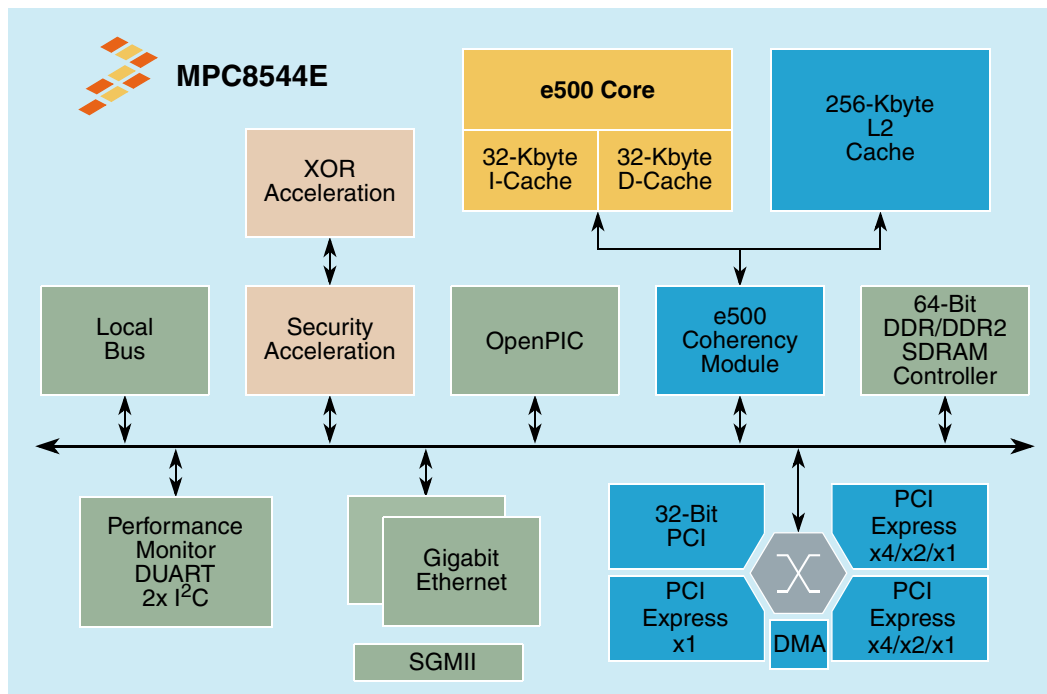 MPC8544E
e500 Core
32-Kbyte
I-Cache
32-Kbyte
D-Cache
256-Kbyte
L2
Cache
XOR
Acceleration
Local
Bus
Security
Acceleration
OpenPIC
e500
Coherency
Module
64-Bit
DDR/DDR2
SDRAM
Controller
Performance
Monitor
DUART
2x I²C
Gigabit
Ethernet
SGMII
32-Bit
PCI
PCI
Express
x4/x2/x1
PCI
Express
x1
DMA
PCI
Express
x4/x2/x1